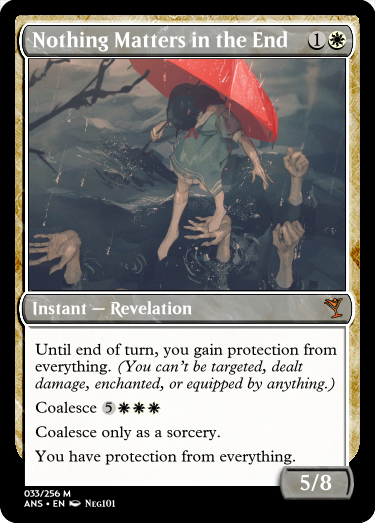 Nothing Matters in the End 1
Instant — Revelation
Until end of turn, you gain protection from
everything. (You can't be targeted, dealt
damage, enchanted, or equipped by anything.)
Coalesce 5
Coalesce only as a sorcery.
You have protection from everything.
5/8
033/256 M
ANS • EN Neg101